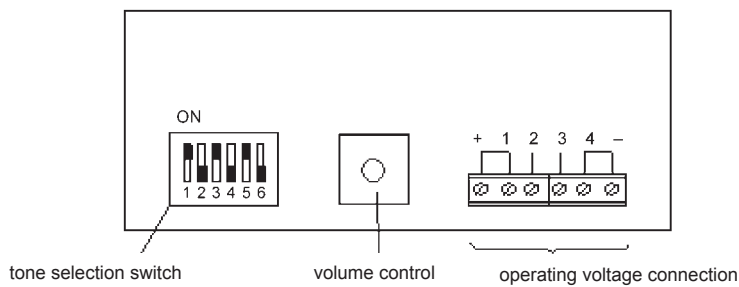 ON
1 2 3 4 5 6
+ 1 2 3 4 –
tone selection switch
volume control
operating voltage connection